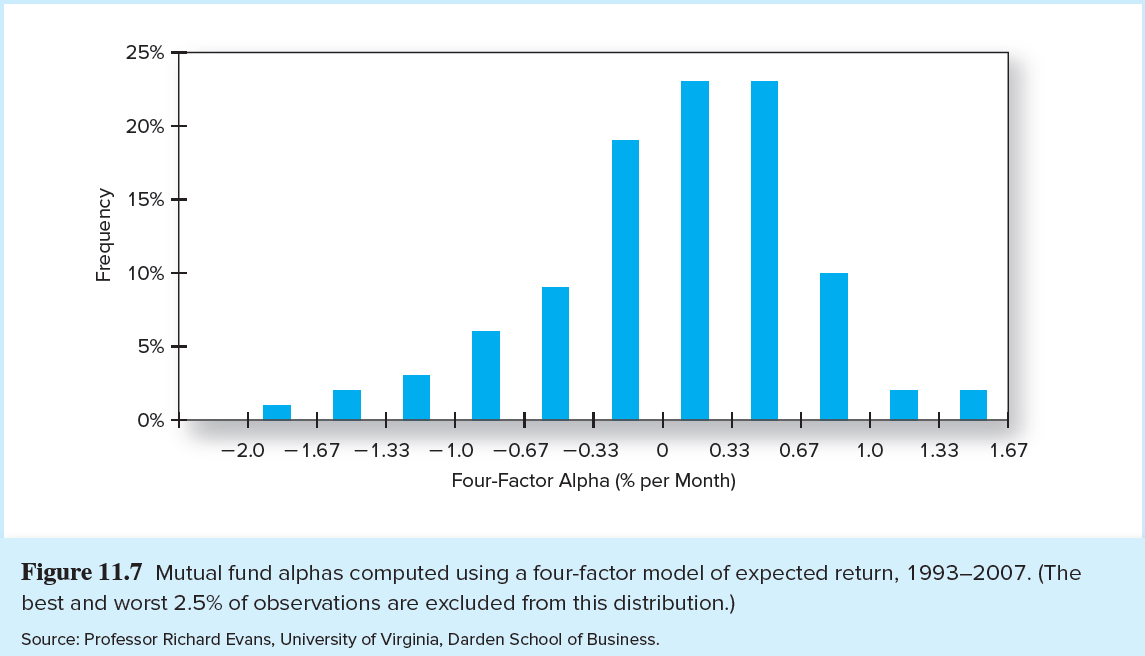 25%
20%
15%
10%
5%
0%
Frequency
−2.0 −1.67 −1.33 −1.0 −0.67 −0.33 0 0.33 0.67 1.0 1.33 1.67
Four-Factor Alpha (% per Month)
Figure 11.7 Mutual fund alphas computed using a four-factor model of expected return, 1993–2007. (The
best and worst 2.5% of observations are excluded from this distribution.)
Source: Professor Richard Evans, University of Virginia, Darden School of Business.